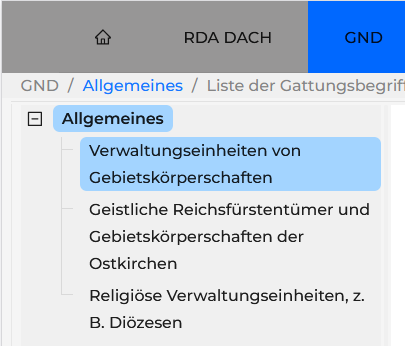 RDA DACH
GND
GND / Allgemeines / Liste der Gattungsbegriff
Allgemeines
Verwaltungseinheiten von
Gebietskörperschaften
Geistliche Reichsfürstentümer und
Gebietskörperschaften der
Ostkirchen
Religiöse Verwaltungseinheiten, z.
B. Diözesen